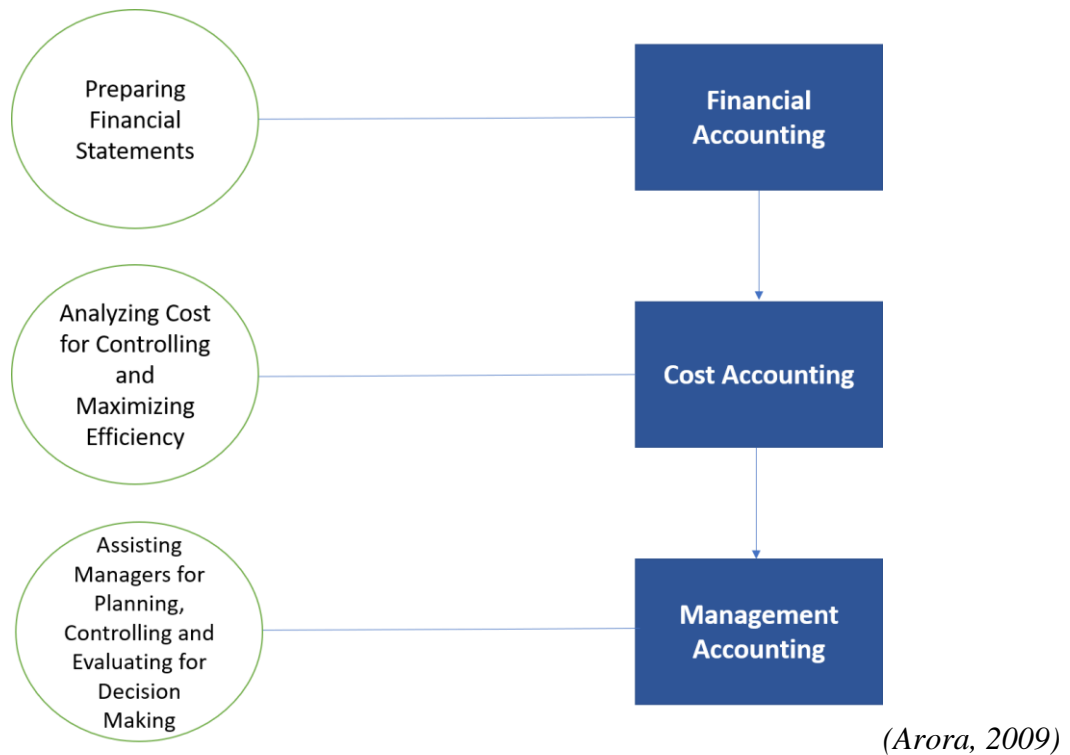 Preparing
Financial
Statements
Financial
Accounting
Analyzing Cost
for Controlling
and
Maximizing
Efficiency
Cost Accounting
Assisting
Managers for
Planning,
Controlling and
Evaluating for
Decision
Making
Management
Accounting
(Arora, 2009)